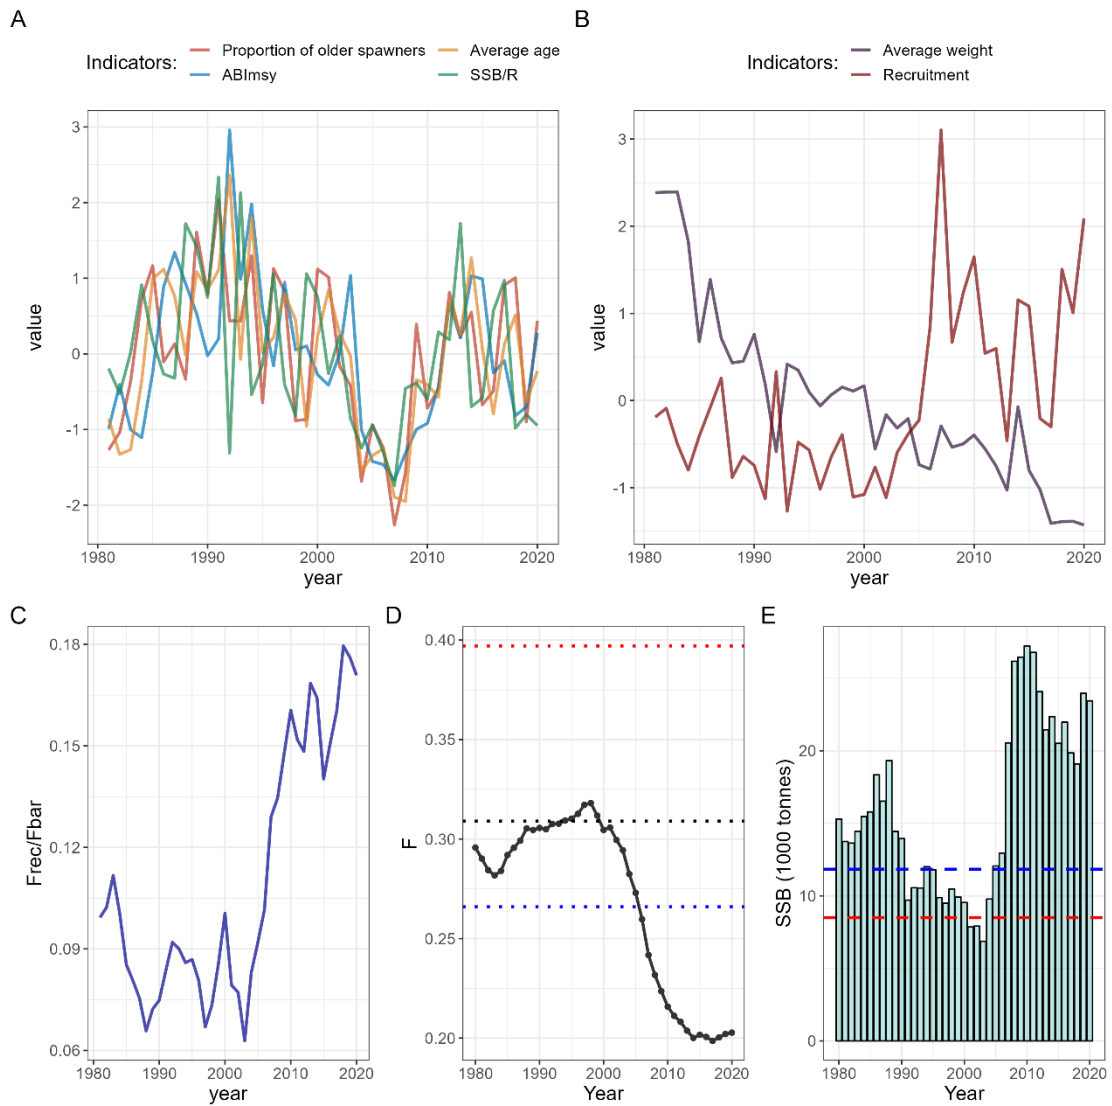 A
Indicators:
Proportion of older spawners
Average age
ABImsy
SSB/R
value
3
2
1
0
-1
-2
1980
1990
2000
2010
2020
year
B
Indicators:
Average weight
Recruitment
value
3
2
1
0
-1
1980
1990
2000
2010
2020
year
C
Frec/Fbar
0.18
0.15
0.12
0.09
0.06
1980
1990
2000
2010
2020
year
D
F
0.40
0.35
0.30
0.25
0.20
1980
1990
2000
2010
2020
Year
E
SSB (1000 tonnes)
20
10
0
1980
1990
2000
2010
2020
Year